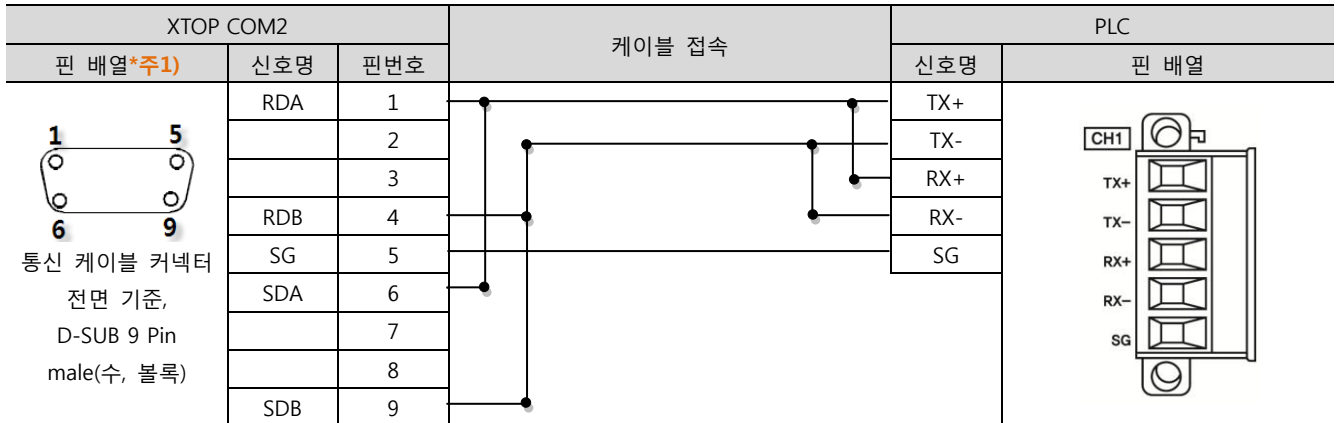 XTOP COM2 케이블 접속 PLC
핀 배열*주1) 신호명 핀번호 신호명 핀 배열
RDA 1 TX+
2 TX-
3 RX+
RDB 4 RX-
SG 5 SG
SDA 6
7
8
SDB 9
1 5
6 9
통신 케이블 커넥터
전면 기준,
D-SUB 9 Pin
male(수, 볼록)
CH1
TX+
TX-
RX+
RX-
SG